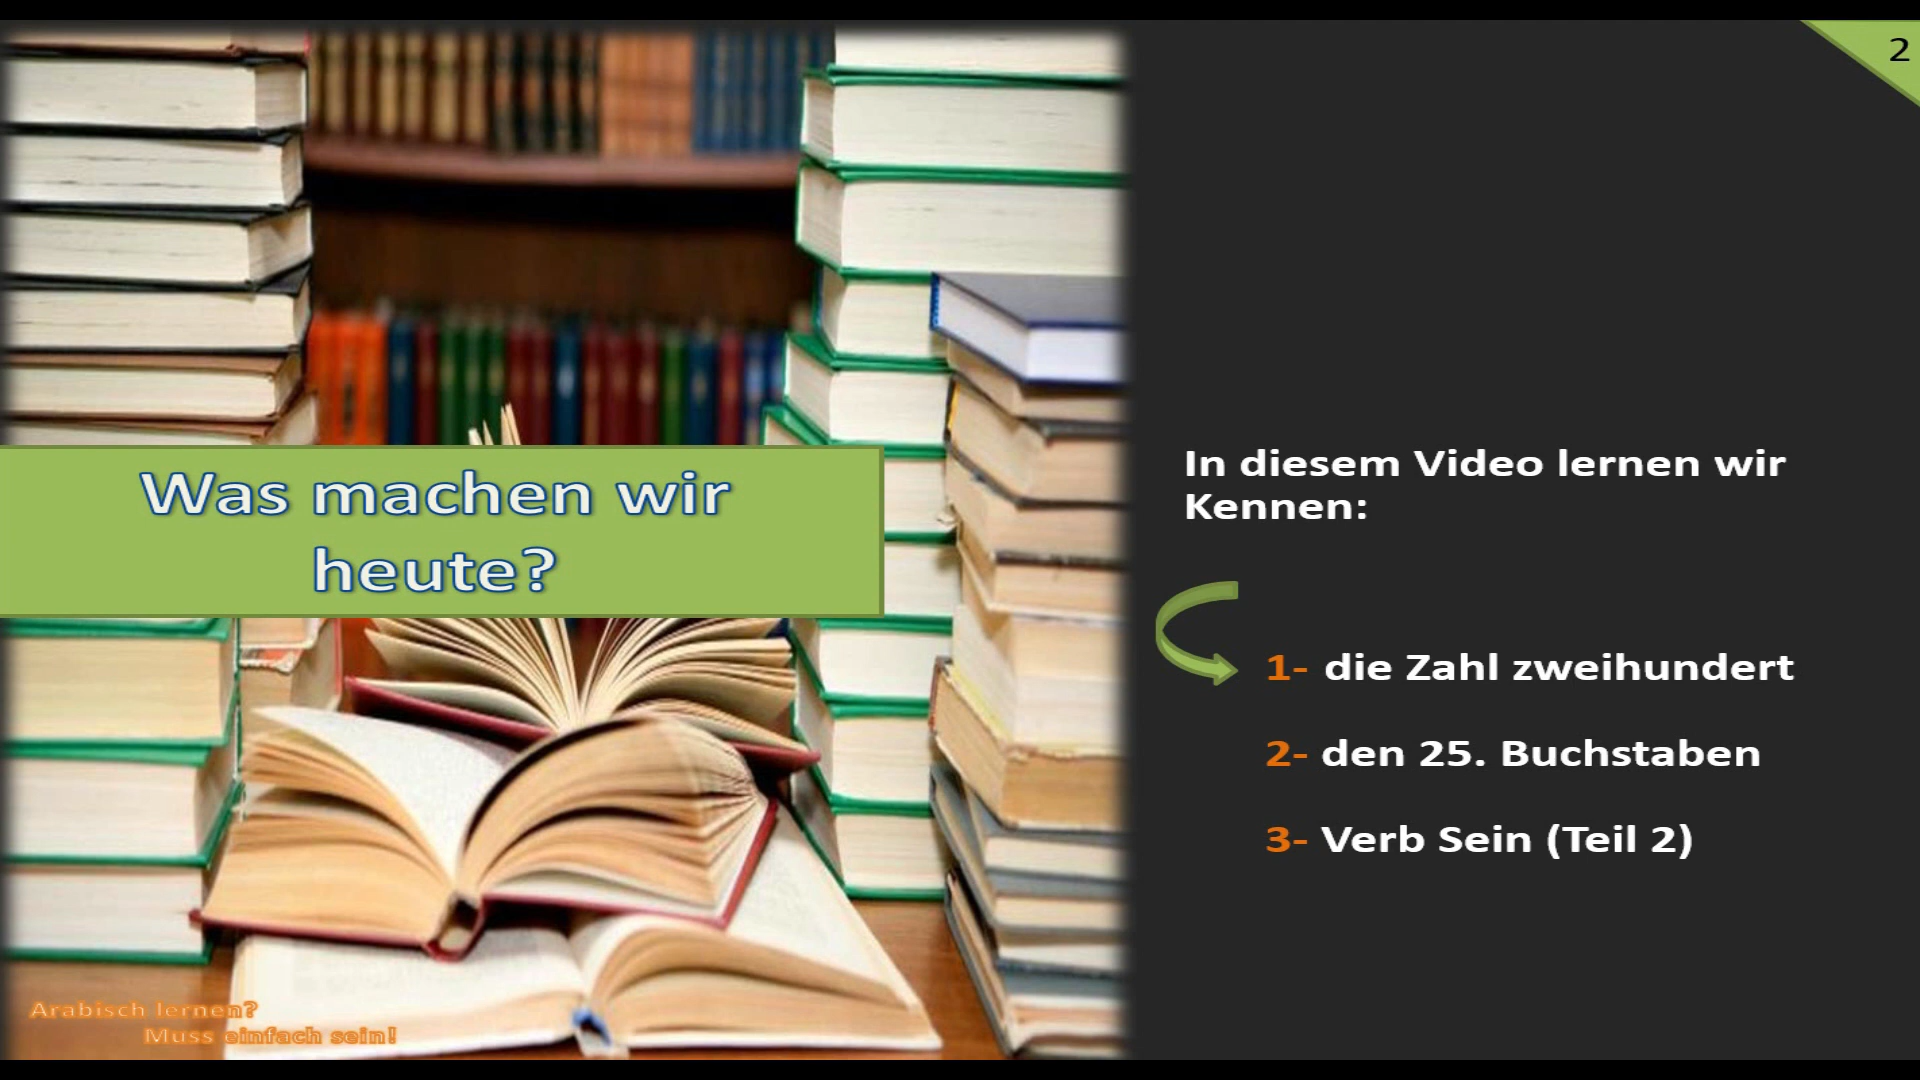 2
Was machen wir
heute?
In diesem Video lernen wir
Kennen:
1- die Zahl zweihundert
2- den 25. Buchstaben
3- Verb Sein (Teil 2)
Arabisch lernen?
Muss einfach sein!